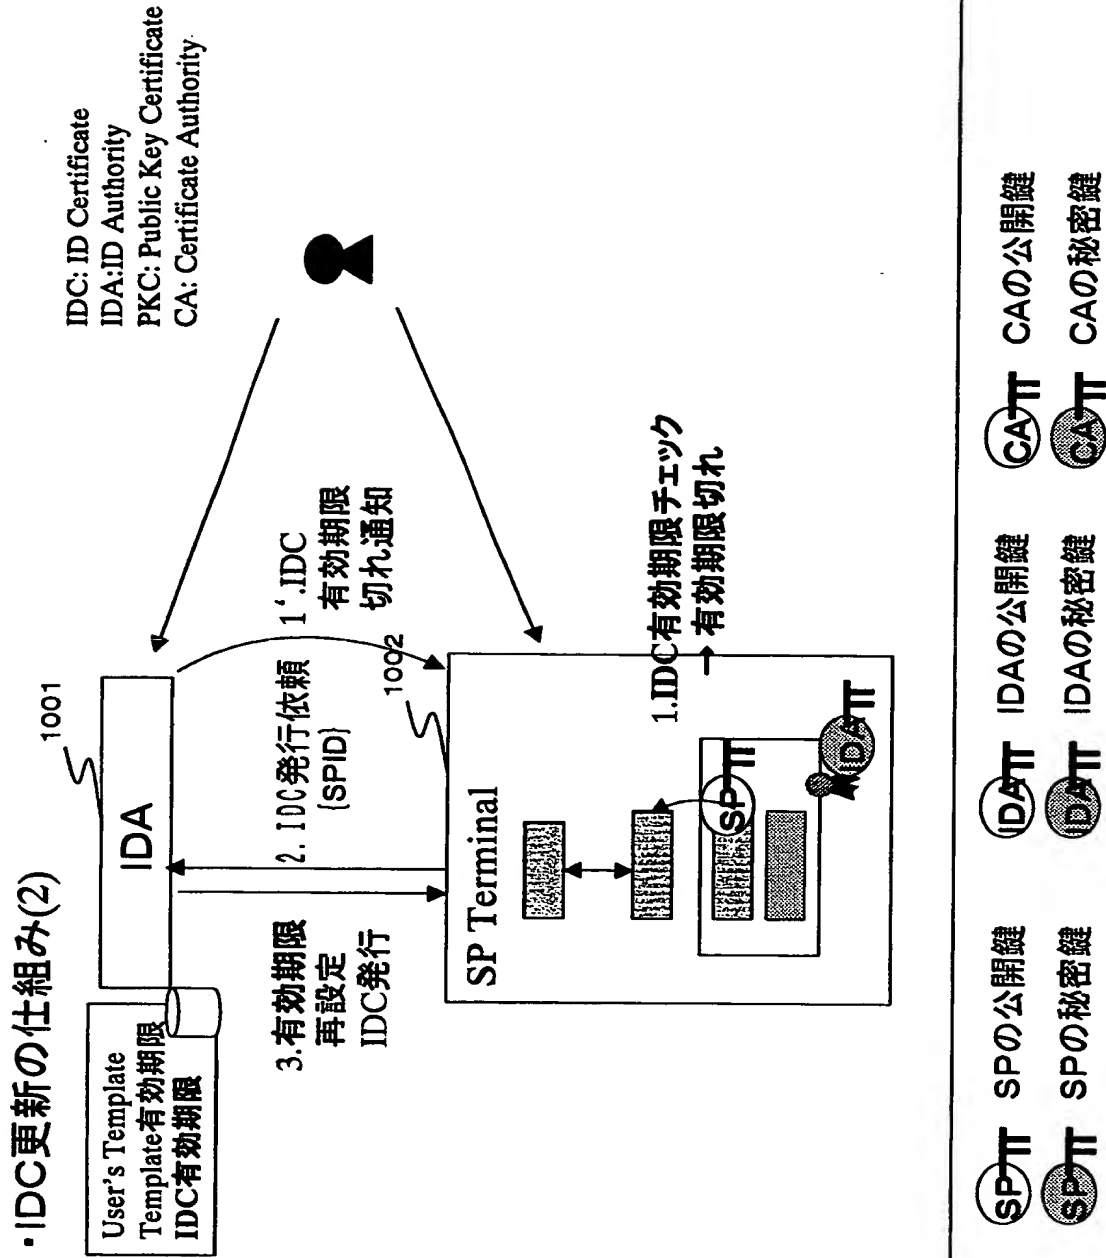 ・IDC更新の仕組み(2)
IDC: ID Certificate
IDA:ID Authority
PKC: Public Key Certificate
CA: Certificate Authority
1001
IDA
User's Template
Template有効期限
IDC有効期限
3.有効期限
再設定
IDC発行
2.IDC発行依頼
{SPID}
1'.IDC
有効期限
切れ通知
1002
SP Terminal
1.IDC有効期限チェック
→有効期限切れ
SP
IDA
SP SPの公開鍵
IDA IDAの公開鍵
CA CAの公開鍵
SP SPの秘密鍵
IDA IDAの秘密鍵
CA CAの秘密鍵